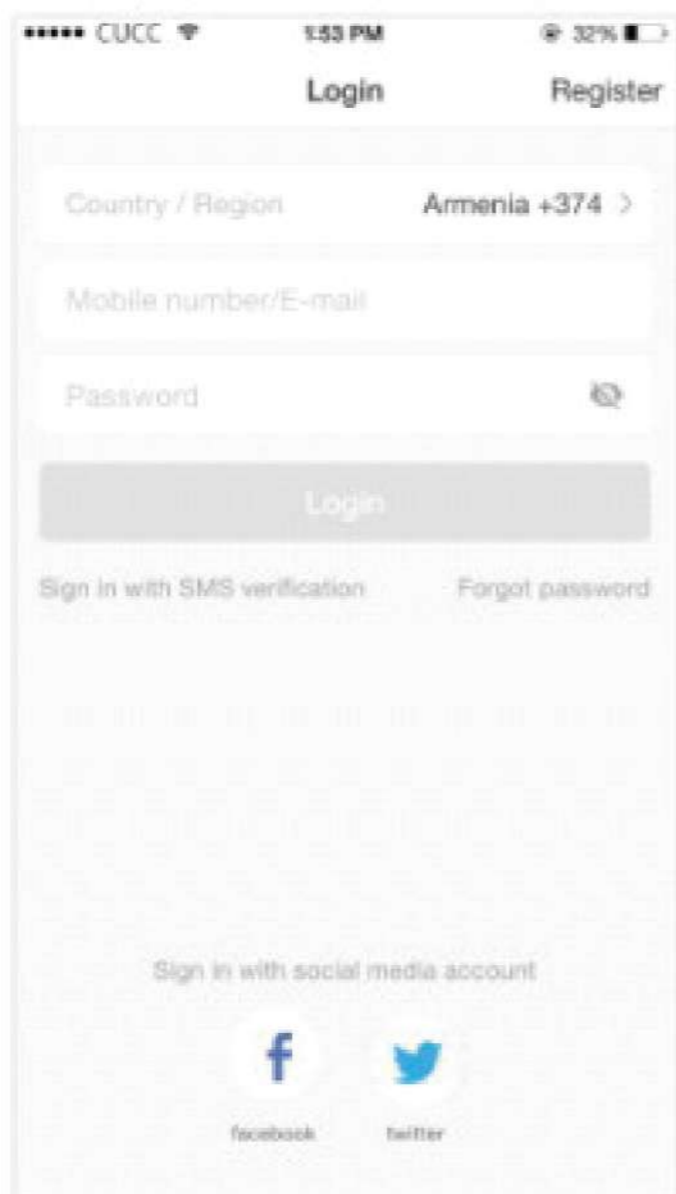 CUCC 1:53 PM 32%
Login Register
Country / Region Armenia +374 >
Mobile number/E-mail
Password
Login
Sign in with SMS verification Forgot password
Sign in with social media account
facebook twitter